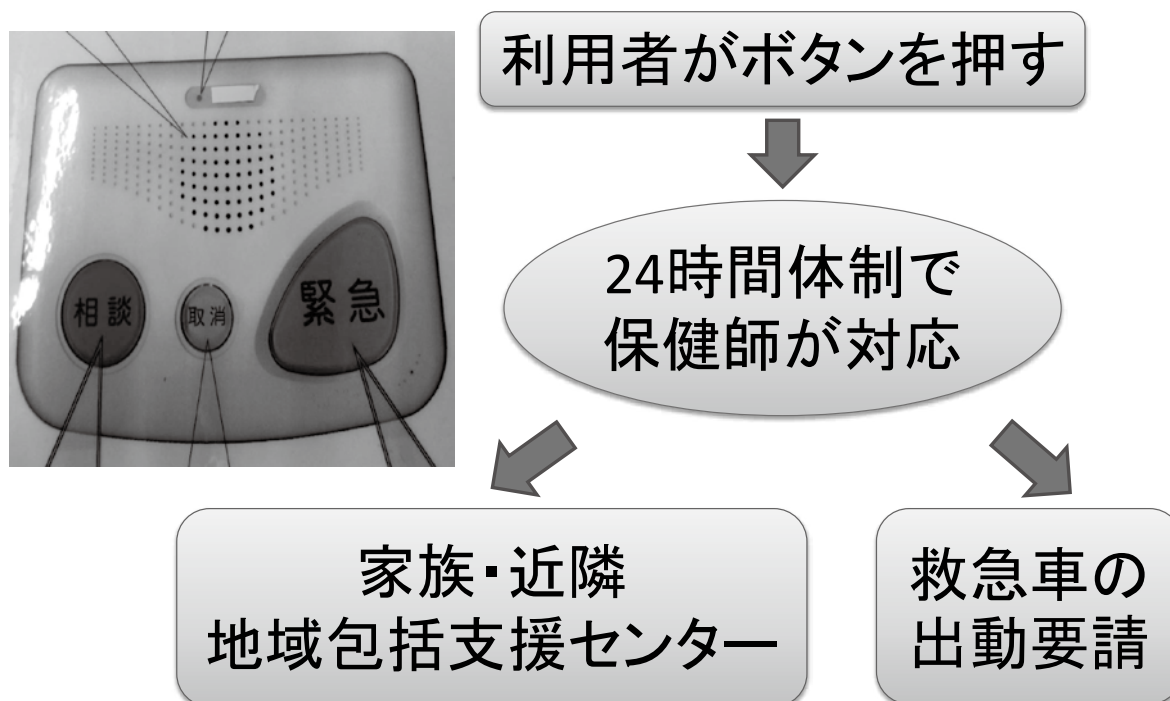 利用者がボタンを押す
24時間体制で
保健師が対応
相談
取消
緊急
家族・近隣
地域包括支援センター
救急車の
出動要請